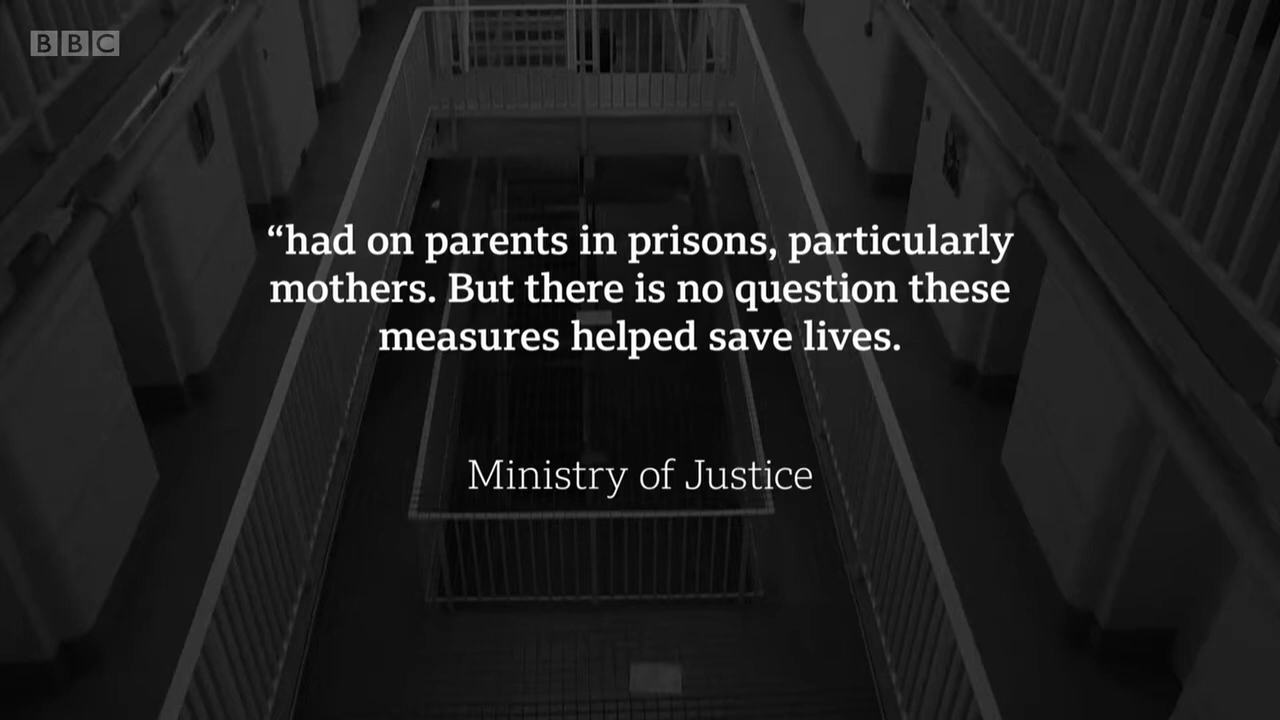 BBC
“had on parents in prisons, particularly
mothers. But there is no question these
measures helped save lives.
Ministry of Justice